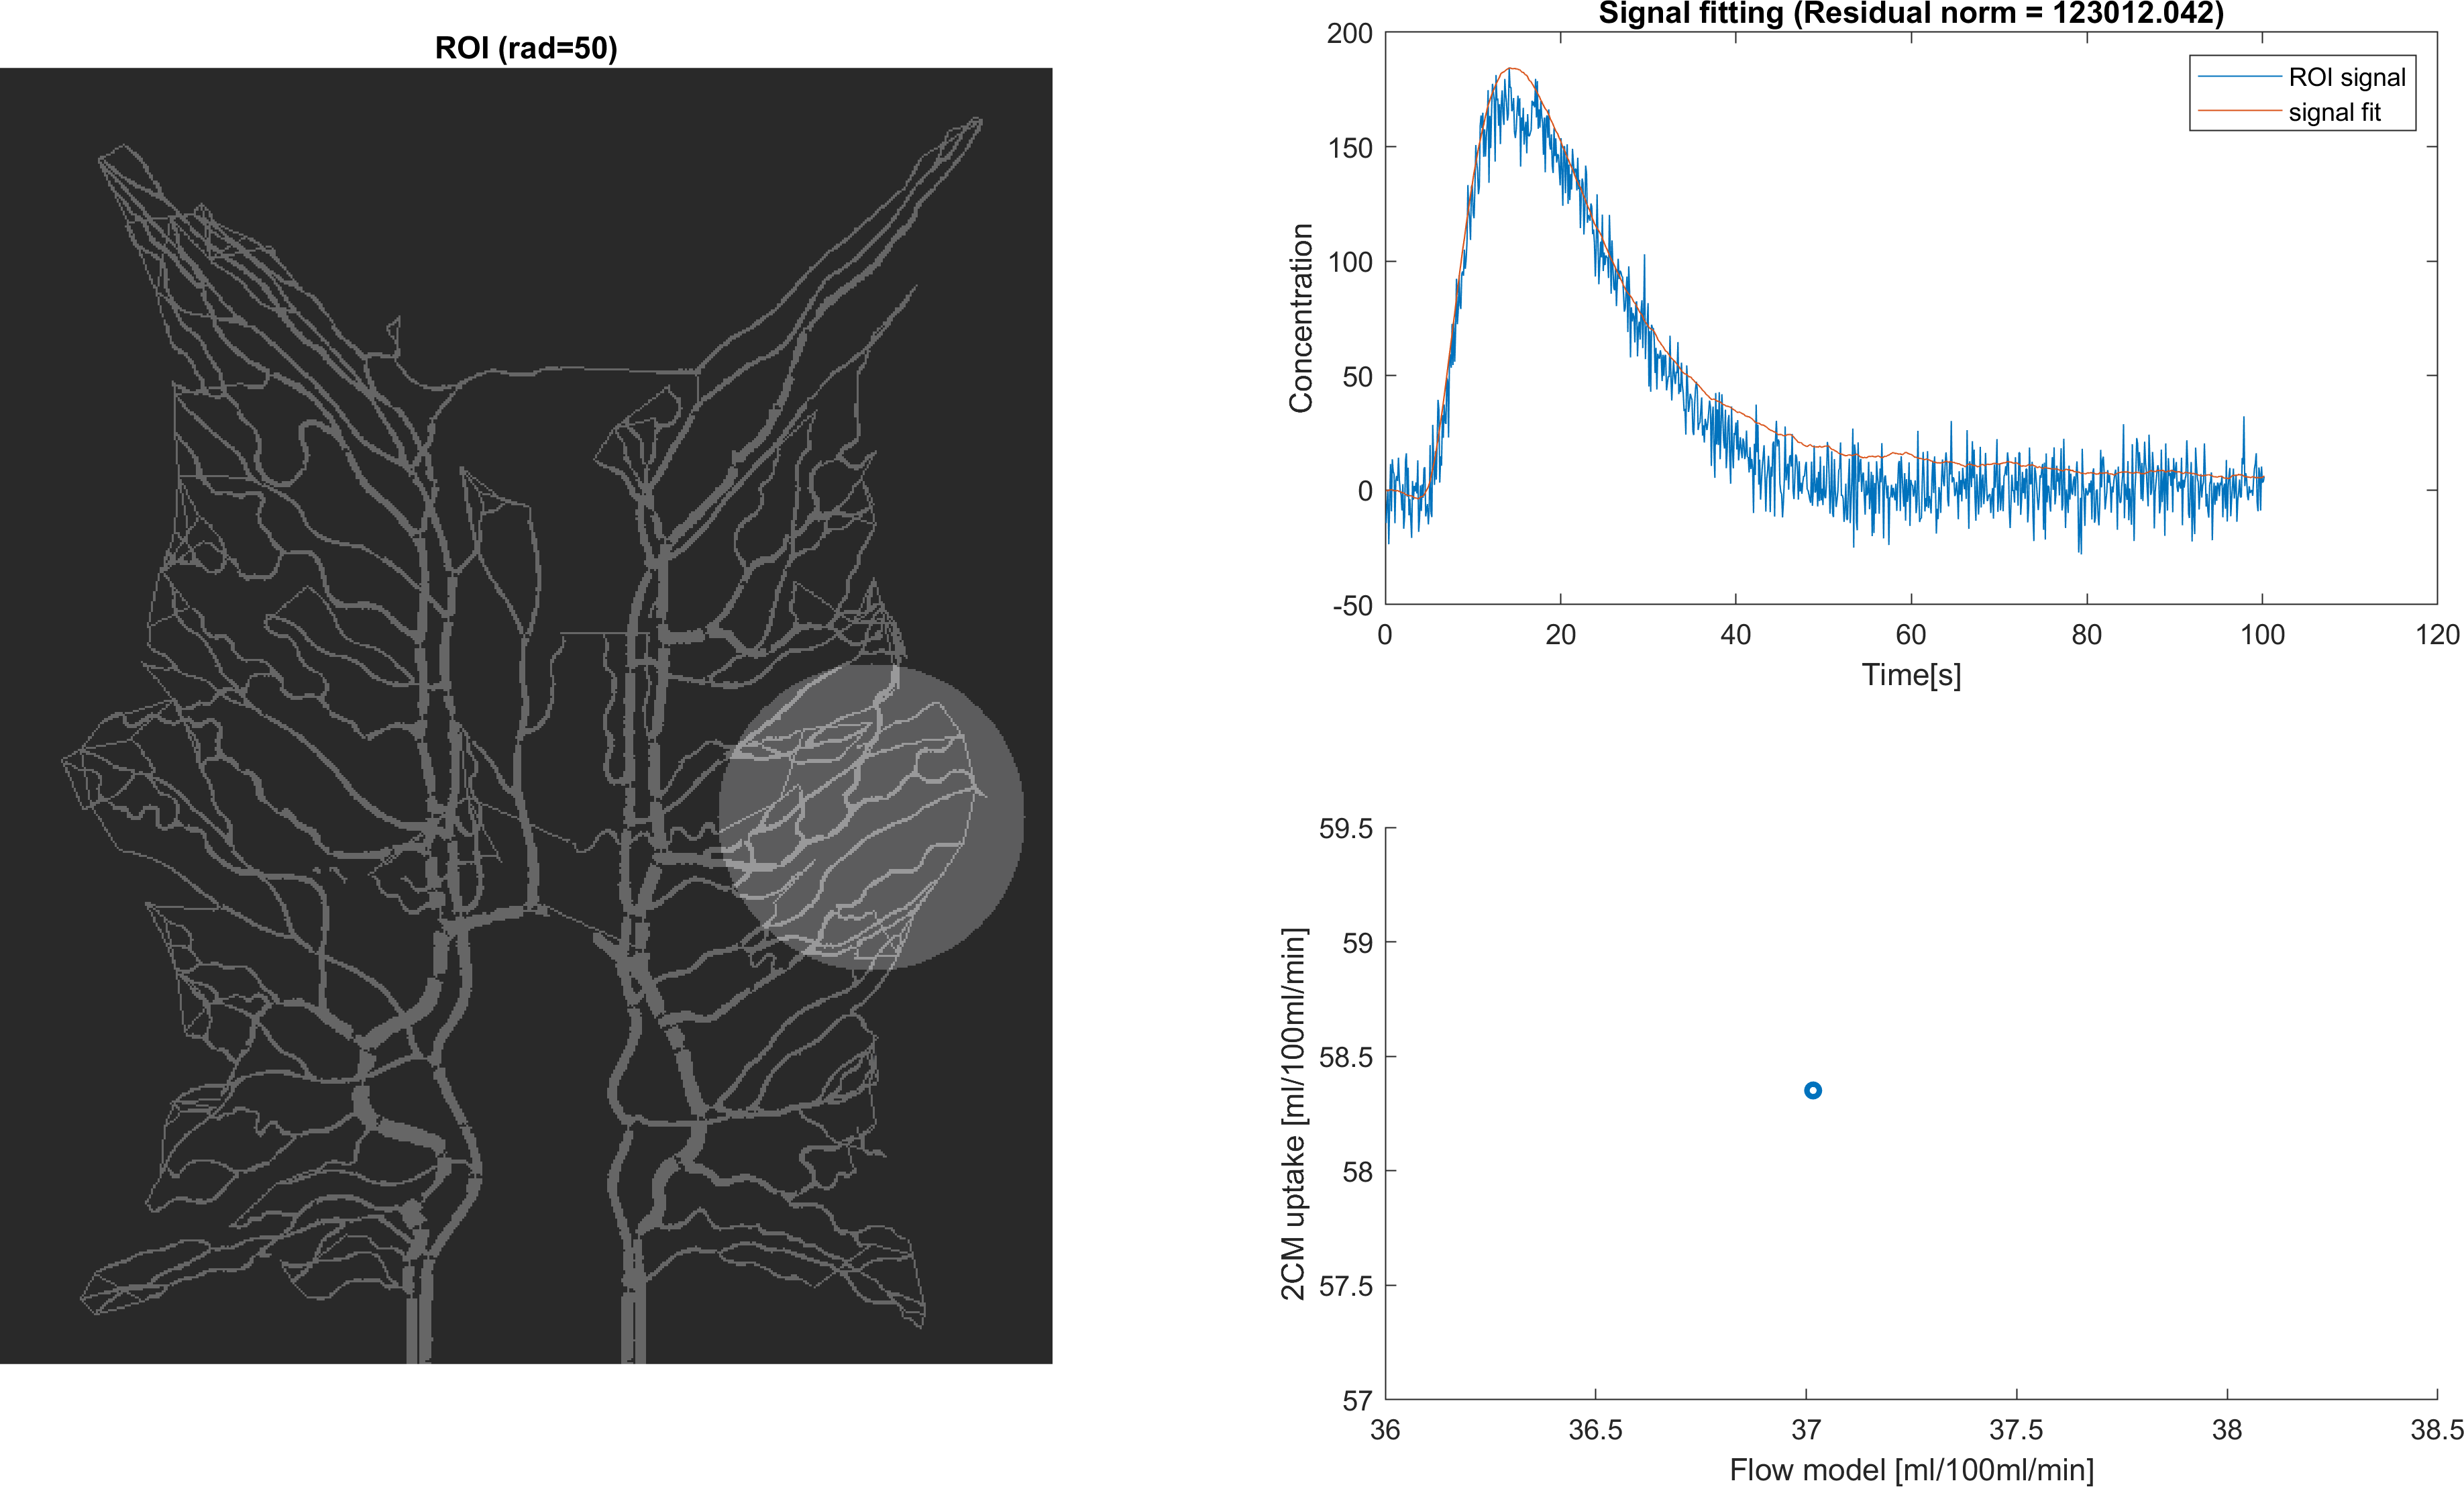 ROI (rad=50)
Signal fitting (Residual norm = 123012.042)
200
150
100
50
0
-50
Concentration
ROI signal
signal fit
0 20 40 60 80 100 120
Time[s]
59.5
59
58.5
58
57.5
57
2CM uptake [ml/100ml/min]
36 36.5 37 37.5 38 38.5
Flow model [ml/100ml/min]